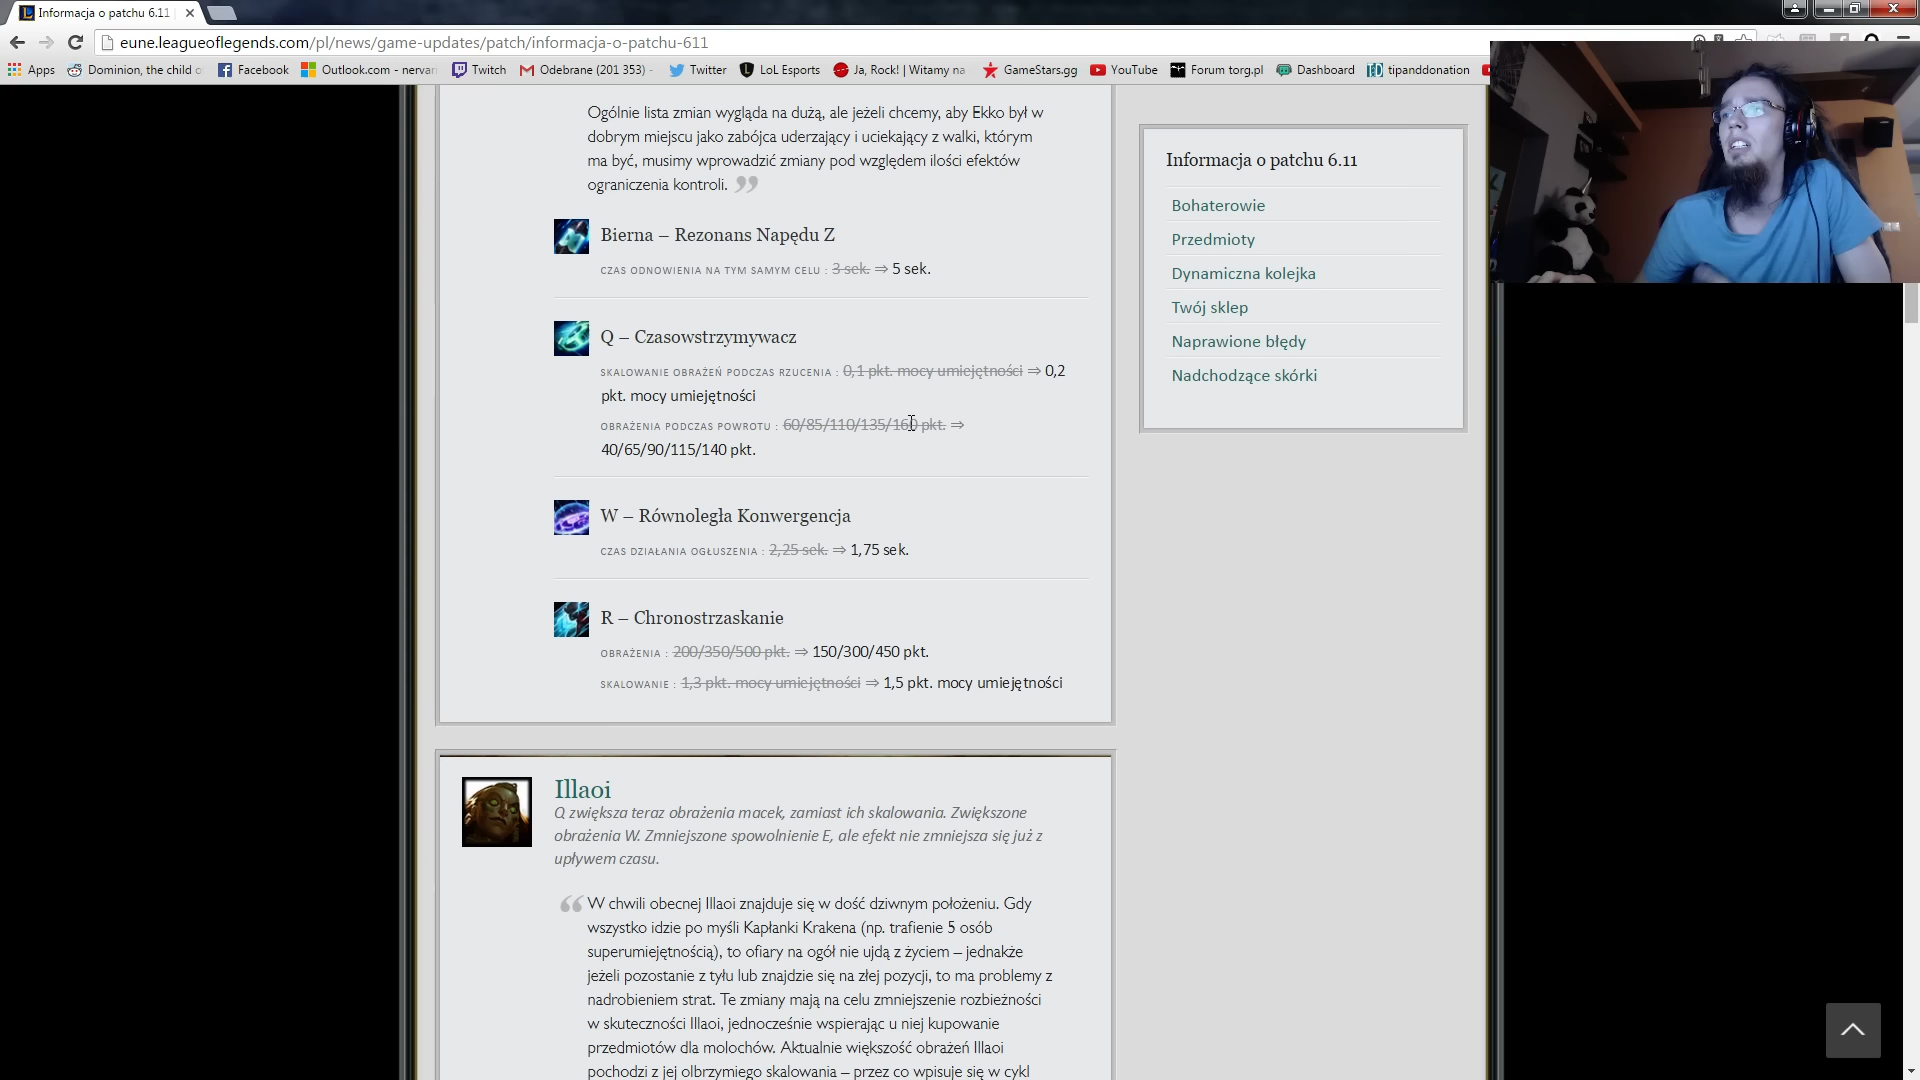 Informacja o patchu 6.11
eune.leagueoflegends.com/pl/news/game-updates/patch/informacja-o-patchu-611
Apps
Dominion, the child o
Facebook
Outlook.com - nervar
Twitch
Odebrane (201 353) -
Twitter
LoL Esports
Ja, Rock! | Witamy na
GameStars.gg
YouTube
Forum torg.pl
Dashboard
tipanddonation
Ogólnie lista zmian wygląda na dużą, ale jeżeli chcemy, aby Ekko był w
dobrym miejscu jako zabójca uderzający i uciekający z walki, którym
ma być, musimy wprowadzić zmiany pod względem ilości efektów
ograniczenia kontroli. ”
Bierna – Rezonans Napędu Z
CZAS ODNOWIENIA NA TYM SAMYM CELU : 3 sek. ⇒ 5 sek.
Q – Czasowstrzymywacz
SKALOWANIE OBRAŻEŃ PODCZAS RZUCENIA : 0,1 pkt. mocy umiejętności ⇒ 0,2
pkt. mocy umiejętności
OBRAŻENIA PODCZAS POWROTU : 60/85/110/135/160 pkt. ⇒
40/65/90/115/140 pkt.
W – Równoległa Konwergencja
CZAS DZIAŁANIA OGŁUSZENIA : 2,25 sek. ⇒ 1,75 sek.
R – Chronostrzaskanie
OBRAŻENIA : 200/350/500 pkt. ⇒ 150/300/450 pkt.
SKALOWANIE : 1,3 pkt. mocy umiejętności ⇒ 1,5 pkt. mocy umiejętności
Illaoi
Q zwiększa teraz obrażenia macek, zamiast ich skalowania. Zwiększone
obrażenia W. Zmniejszone spowolnienie E, ale efekt nie zmniejsza się już z
upływem czasu.
“ W chwili obecnej Illaoi znajduje się w dość dziwnym położeniu. Gdy
wszystko idzie po myśli Kapłanki Krakena (np. trafienie 5 osób
superumiejętnością), to ofiary na ogół nie ujdą z życiem – jednakże
jeżeli pozostanie z tyłu lub znajdzie się na złej pozycji, to ma problemy z
nadrobieniem strat. Te zmiany mają na celu zmniejszenie rozbieżności
w skuteczności Illaoi, jednocześnie wspierając u niej kupowanie
przedmiotów dla molochów. Aktualnie większość obrażeń Illaoi
pochodzi z jej olbrzymiego skalowania – przez co wpisuje się w cykl
Informacja o patchu 6.11
Bohaterowie
Przedmioty
Dynamiczna kolejka
Twój sklep
Naprawione błędy
Nadchodzące skórki